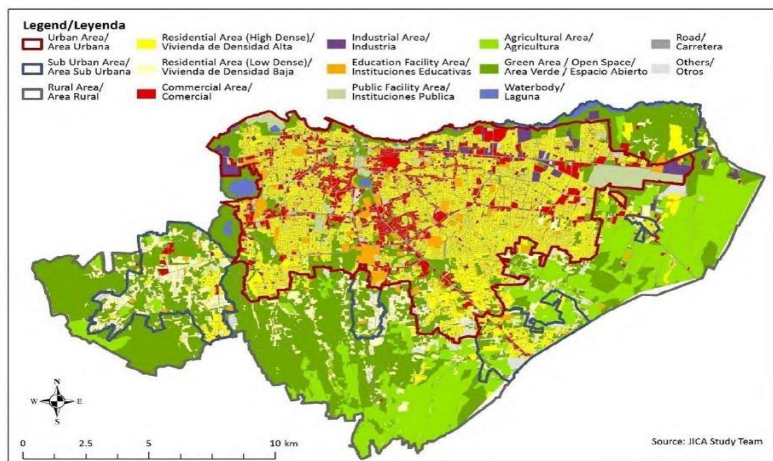 Legend/Leyenda
Urban Area/
Area Urbana
Sub Urban Area/
Area Sub Urbana
Rural Area/
Area Rural
Residential Area (High Dense)/
Vivienda de Densidad Alta
Residential Area (Low Dense)/
Vivienda de Densidad Baja
Commercial Area/
Comercial
Industrial Area/
Industria
Education Facility Area/
Instituciones Educativas
Public Facility Area/
Instituciones Publica
Agricultural Area/
Agricultura
Green Area / Open Space/
Area Verde / Espacio Abierto
Waterbody/
Laguna
Road/
Carretera
Others/
Otros
N
W E
S
0 2.5 5 10 km
Source: JICA Study Team